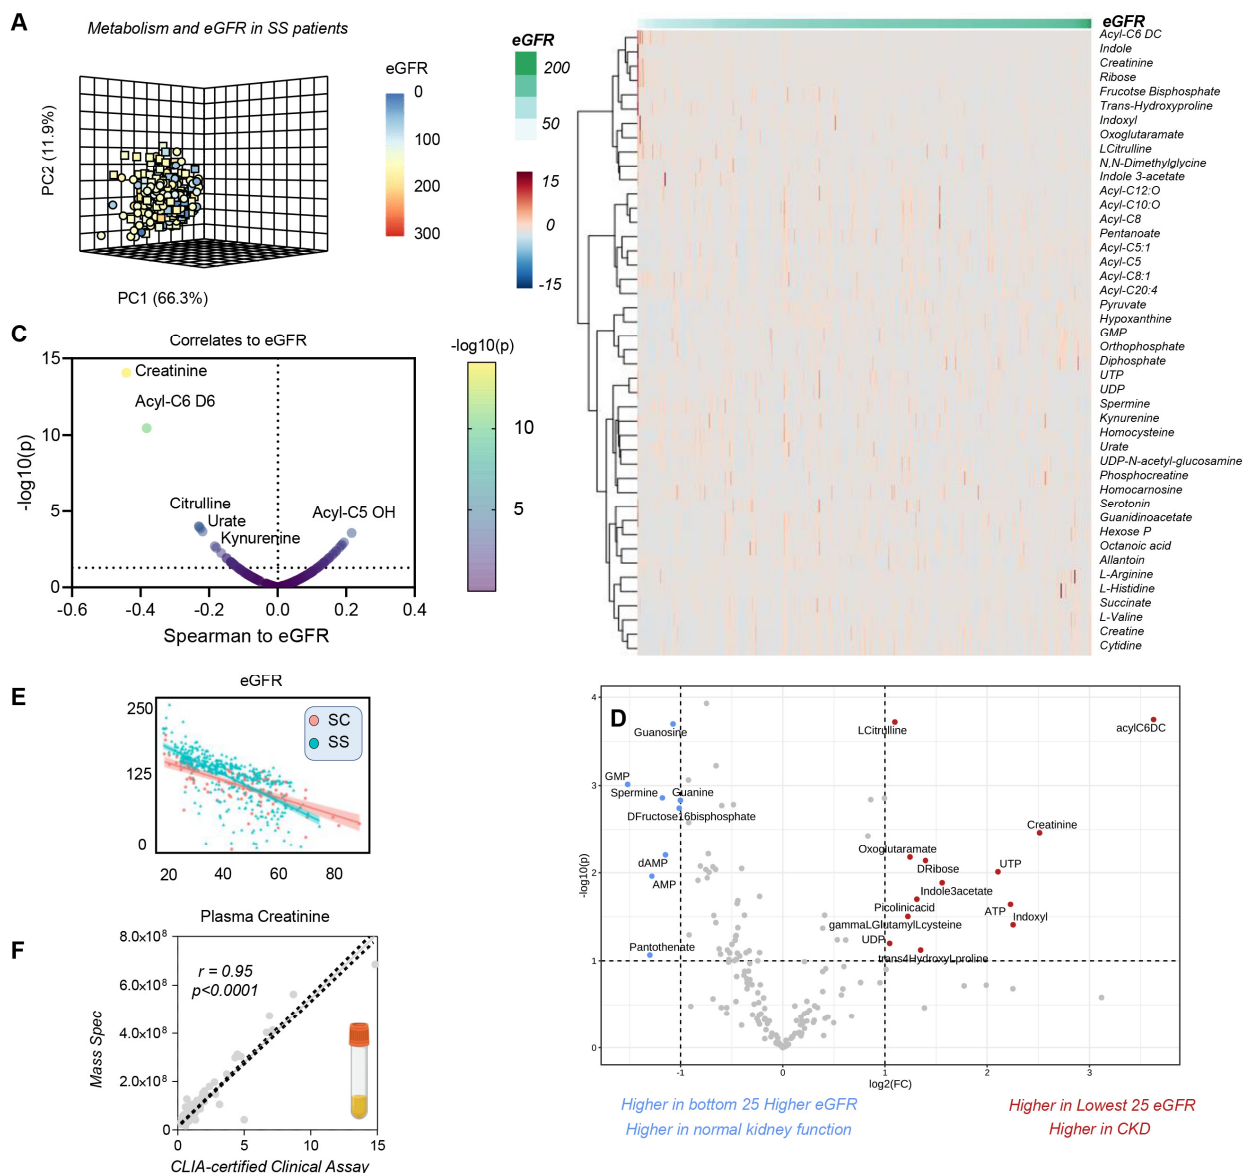 A
Metabolism and eGFR in SS patients
eGFR
0
100
200
300
PC2 (11.9%)
PC1 (66.3%)
eGFR
200
50
15
0
-15
eGFR
Acyl-C6 DC
Indole
Creatinine
Ribose
Frucotse Bisphosphate
Trans-Hydroxyproline
Indoxyl
Oxoglutaramate
LCitrulline
N,N-Dimethylglycine
Indole 3-acetate
Acyl-C12:O
Acyl-C10:O
Acyl-C8
Pentanoate
Acyl-C5:1
Acyl-C5
Acyl-C8:1
Acyl-C20:4
Pyruvate
Hypoxanthine
GMP
Orthophosphate
Diphosphate
UTP
UDP
Spermine
Kynurenine
Homocysteine
Urate
UDP-N-acetyl-glucosamine
Phosphocreatine
Homocarnosine
Serotonin
Guanidinoacetate
Hexose P
Octanoic acid
Allantoin
L-Arginine
L-Histidine
Succinate
L-Valine
Creatine
Cytidine
C
Correlates to eGFR
-log10(p)
15
10
5
0
-log10(p)
Creatinine
Acyl-C6 D6
Citrulline
Urate
Kynurenine
Acyl-C5 OH
10
5
-0.6
-0.4
-0.2
0.0
0.2
0.4
Spearman to eGFR
E
eGFR
250
125
0
SC
SS
20
40
60
80
D
4
3
2
1
0
-log10(p)
Guanosine
LCitrulline
acylC6DC
GMP
Spermine
Guanine
DFructose16bisphosphate
Creatinine
Oxoglutaramate
dAMP
DRibose
UTP
AMP
Indole3acetate
Picolinicacid
ATP
Indoxyl
gammaLGlutamylLcysteine
UDP
Pantothenate
trans4HydroxyLproline
-1
0
1
2
3
log2(FC)
Higher in bottom 25 Higher eGFR
Higher in normal kidney function
Higher in Lowest 25 eGFR
Higher in CKD
F
Plasma Creatinine
8.0×10⁸
6.0×10⁸
4.0×10⁸
2.0×10⁸
0
Mass Spec
r = 0.95
p<0.0001
0
5
10
15
CLIA-certified Clinical Assay